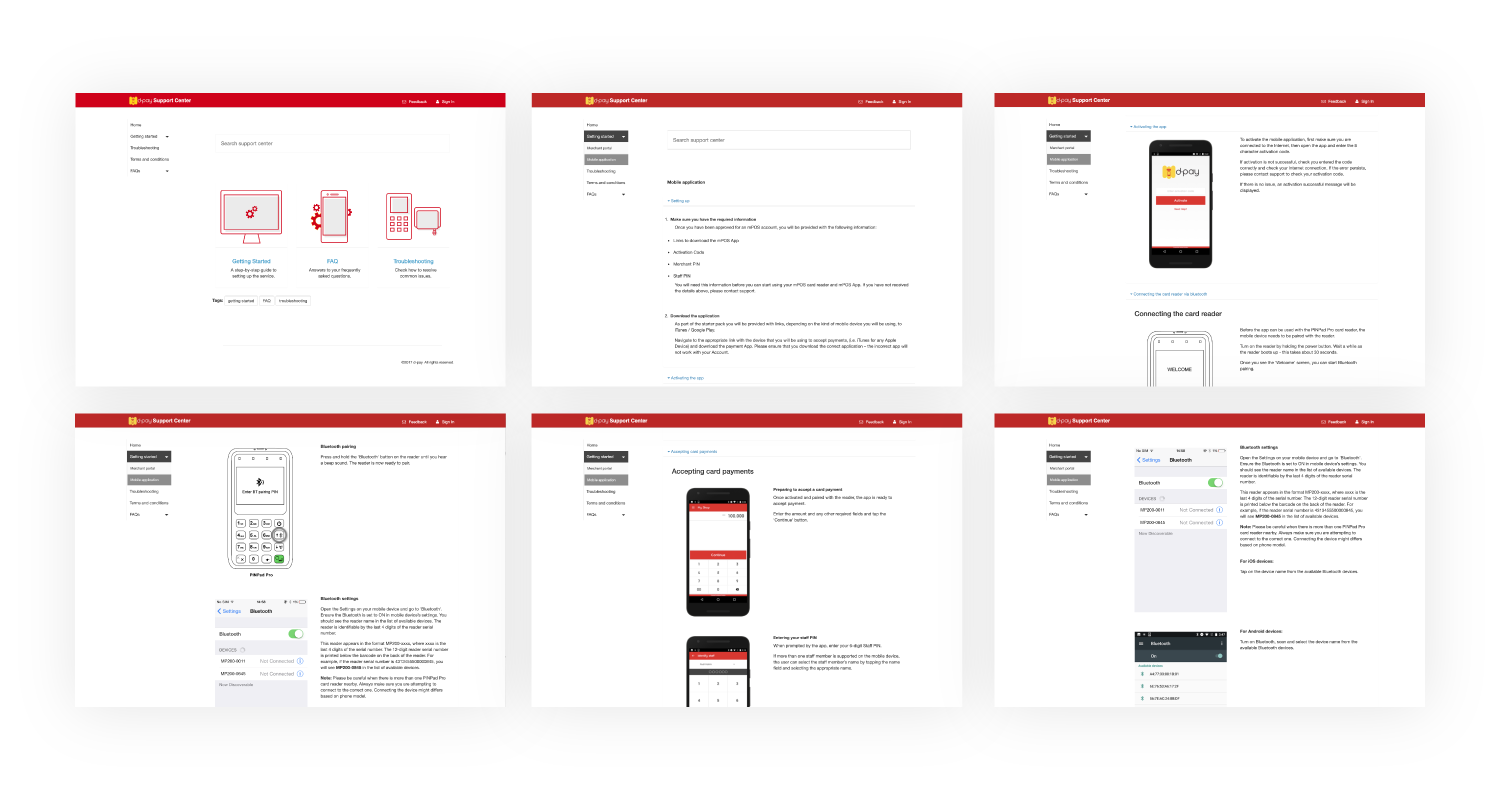 d·pay Support Center
Feedback
Sign in
Home
Getting started
Troubleshooting
Terms and conditions
FAQs
Search support center
Getting Started
A step-by-step guide to
setting up the service.
FAQ
Answers to your frequently
asked questions.
Troubleshooting
Check how to resolve
common issues.
Tags:
getting started
FAQ
troubleshooting
©2017 d-pay. All rights reserved
d·pay Support Center
Feedback
Sign in
Home
Getting started
Merchant portal
Mobile application
Troubleshooting
Terms and conditions
FAQs
Search support center
Mobile application
Setting up
1. Make sure you have the required information
Once you have been approved for an mPOS account, you will be provided with the following information:
• Links to download the mPOS App
• Activation Code
• Merchant PIN
• Staff PIN
You will need this information before you can start using your mPOS card reader and mPOS App. If you have not received
the details above, please contact support.
2. Download the application
As part of the starter pack you will be provided with links, depending on the kind of mobile device you will be using, to
iTunes / Google Play.
Navigate to the appropriate link with the device that you will be using to accept payments, (i.e. iTunes for any Apple
Device) and download the payment App. Please ensure that you download the correct application – the incorrect app will
not work with your Account.
Activating the app
d·pay Support Center
Feedback
Sign in
Home
Getting started
Merchant portal
Mobile application
Troubleshooting
Terms and conditions
FAQs
Activating the app
d·pay
Activate
To activate the mobile application, first make sure you are
connected to the Internet, then open the app and enter the 8
character activation code.
If activation is not successful, check you entered the code
correctly and check your Internet connection. If the error persists,
please contact support to check your activation code.
If there is no issue, an activation successful message will be
displayed.
Connecting the card reader via bluetooth
Connecting the card reader
WELCOME
Before the app can be used with the PINPad Pro card reader, the
mobile device needs to be paired with the reader.
Turn on the reader by holding the power button. Wait a while as
the reader boots up - this takes about 30 seconds.
Once you see the 'Welcome' screen, you can start Bluetooth
pairing.
d·pay Support Center
Feedback
Sign in
Home
Getting started
Merchant portal
Mobile application
Troubleshooting
Terms and conditions
FAQs
Enter BT pairing PIN
PINPad Pro
Bluetooth pairing
Press and hold the 'Bluetooth' button on the reader until you hear
a beep sound. The reader is now ready to pair.
No SIM
Settings
Bluetooth
Bluetooth
DEVICES
MP200-0011 Not Connected
MP200-0645 Not Connected
Now Discoverable
Bluetooth settings
Open the Settings on your mobile device and go to 'Bluetooth'.
Ensure the Bluetooth is set to ON in mobile device's settings. You
should see the reader name in the list of available devices. The
reader is identifiable by the last 4 digits of the reader serial
number.
This reader appears in the format MP200-xxxx, where xxxx is the
last 4 digits of the serial number. The 12-digit reader serial number
is printed below the barcode on the back of the reader. For
example, if the reader serial number is
will see MP200-0645 in the list of available devices.
Note: Please be careful when there is more than one PINPad Pro
card reader nearby. Always make sure you are attempting to
connect to the correct one. Connecting the device might differs
based on phone model.
d·pay Support Center
Feedback
Sign in
Home
Getting started
Merchant portal
Mobile application
Troubleshooting
Terms and conditions
FAQs
Accepting card payments
Accepting card payments
100,000
Continue
Preparing to accept a card payment
Once activated and paired with the reader, the app is ready to
accept payment.
Enter the amount and any other required fields and tap the
'Continue' button.
Entering your staff PIN
When prompted by the app, enter your 6-digit Staff PIN.
If more than one staff member is supported on the mobile device,
the user can select the staff member's name by tapping the name
field and selecting the appropriate name.
d·pay Support Center
Feedback
Sign in
Home
Getting started
Merchant portal
Mobile application
Troubleshooting
Terms and conditions
FAQs
No SIM
Settings
Bluetooth
Bluetooth
DEVICES
MP200-0011 Not Connected
MP200-0645 Not Connected
Now Discoverable
Bluetooth settings
Open the Settings on your mobile device and go to 'Bluetooth'.
Ensure the Bluetooth is set to ON in mobile device's settings. You
should see the reader name in the list of available devices. The
reader is identifiable by the last 4 digits of the reader serial
number.
This reader appears in the format MP200-xxxx, where xxxx is the
last 4 digits of the serial number. The 12-digit reader serial number
is printed below the barcode on the back of the reader. For
example, if the reader serial number is
will see MP200-0645 in the list of available devices.
Note: Please be careful when there is more than one PINPad Pro
card reader nearby. Always make sure you are attempting to
connect to the correct one. Connecting the device might differs
based on phone model.
For iOS devices:
Tap on the device name from the available Bluetooth devices.
Bluetooth
On
Available devices
For Android devices:
Turn on Bluetooth, scan and select the device name from the
available Bluetooth devices.